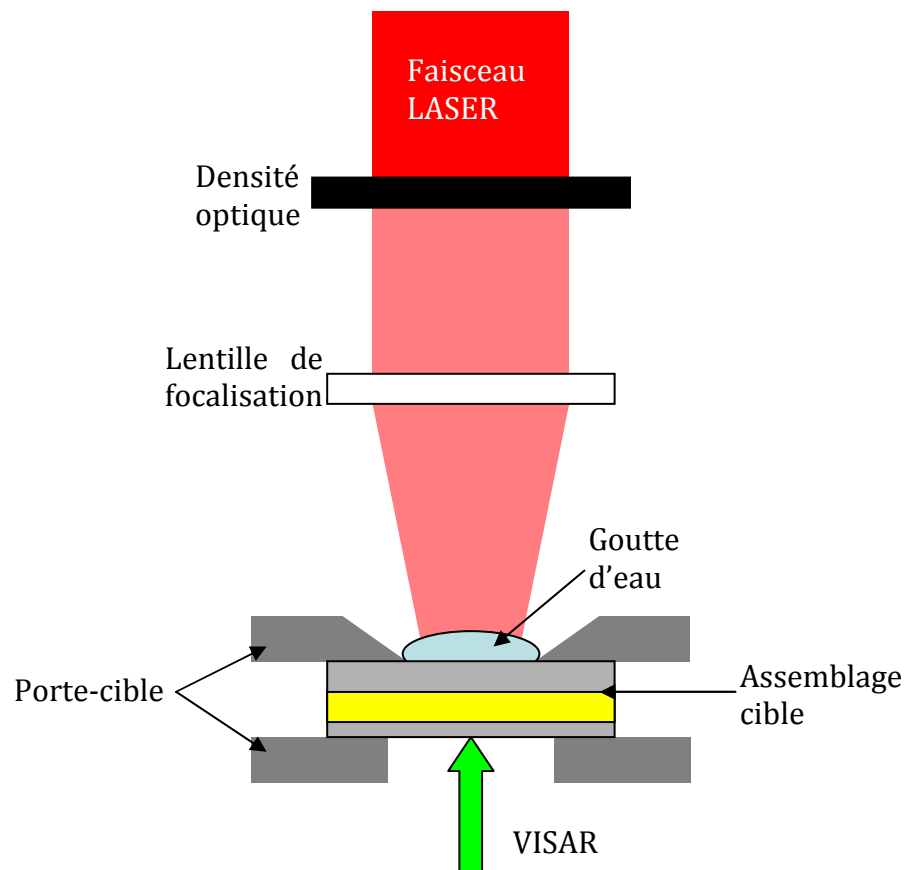 Faisceau
LASER
Densité
optique
Lentille de
focalisation
Goutte
d'eau
Porte-cible
Assemblage
cible
VISAR